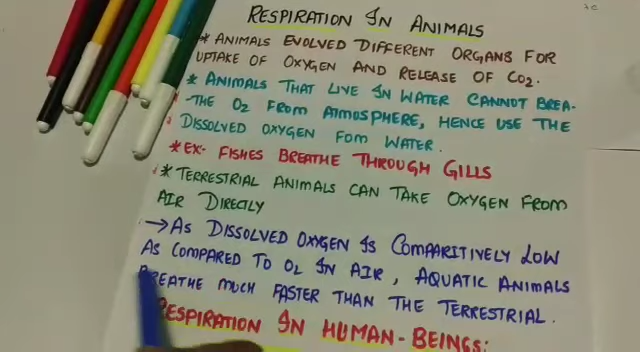 RESPIRATION IN ANIMALS
* ANIMALS EVOLVED DIFFERENT ORGANS FOR
UPTAKE OF OXYGEN AND RELEASE OF CO2.
* ANIMALS THAT LIVE IN WATER CANNOT BREA-
-THE O2 FROM ATMOSPHERE, HENCE USE THE
DISSOLVED OXYGEN FOM WATER.
* EX- FISHES BREATHE THROUGH GILLS
* TERRESTRIAL ANIMALS CAN TAKE OXYGEN FROM
AIR DIRECTLY
→ AS DISSOLVED OXYGEN IS COMPARITIVELY LOW
AS COMPARED TO O2 IN AIR, AQUATIC ANIMALS
BREATHE MUCH FASTER THAN THE TERRESTRIAL.
RESPIRATION IN HUMAN-BEINGS: